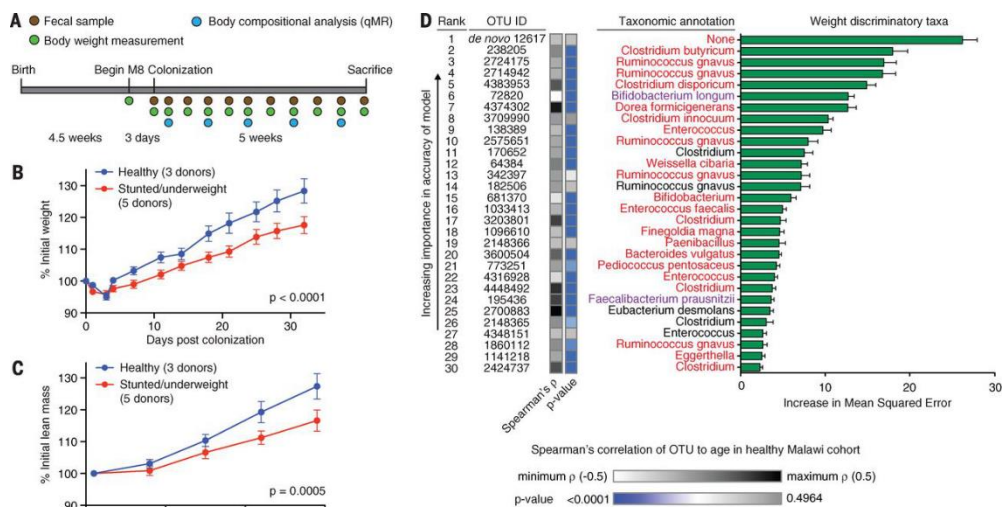 A
Fecal sample
Body compositional analysis (qMR)
Body weight measurement
Birth
Begin M8
Colonization
Sacrifice
4.5 weeks
3 days
5 weeks
B
Healthy (3 donors)
Stunted/underweight
(5 donors)
% Initial weight
130
120
110
100
90
p < 0.0001
0
10
20
30
Days post colonization
C
Healthy (3 donors)
Stunted/underweight
(5 donors)
% Initial lean mass
130
120
110
100
90
p = 0.0005
D
Rank OTU ID Taxonomic annotation Weight discriminatory taxa
Increasing importance in accuracy of model
1 de novo 12617 None
2 238205 Clostridium butyricum
3 2724175 Ruminococcus gnavus
4 2714942 Ruminococcus gnavus
5 4383953 Clostridium disporicum
6 72820 Bifidobacterium longum
7 4374302 Dorea formicigenerans
8 3709990 Clostridium innocuum
9 138389 Enterococcus
10 2575651 Ruminococcus gnavus
11 170652 Clostridium
12 64384 Weissella cibaria
13 342397 Ruminococcus gnavus
14 182506 Ruminococcus gnavus
15 681370 Bifidobacterium
16 1033413 Enterococcus faecalis
17 3203801 Clostridium
18 1096610 Finegoldia magna
19 2148366 Paenibacillus
20 3600504 Bacteroides vulgatus
21 773251 Pediococcus pentosaceus
22 4316928 Enterococcus
23 4448492 Clostridium
24 195436 Faecalibacterium prausnitzii
25 2700883 Eubacterium desmolans
26 2148365 Clostridium
27 4348151 Enterococcus
28 1860112 Ruminococcus gnavus
29 1141218 Eggerthella
30 2424737 Clostridium
Spearman's ρ
p-value
0 10 20 30
Increase in Mean Squared Error
Spearman's correlation of OTU to age in healthy Malawi cohort
minimum ρ (-0.5) maximum ρ (0.5)
p-value <0.0001 0.4964